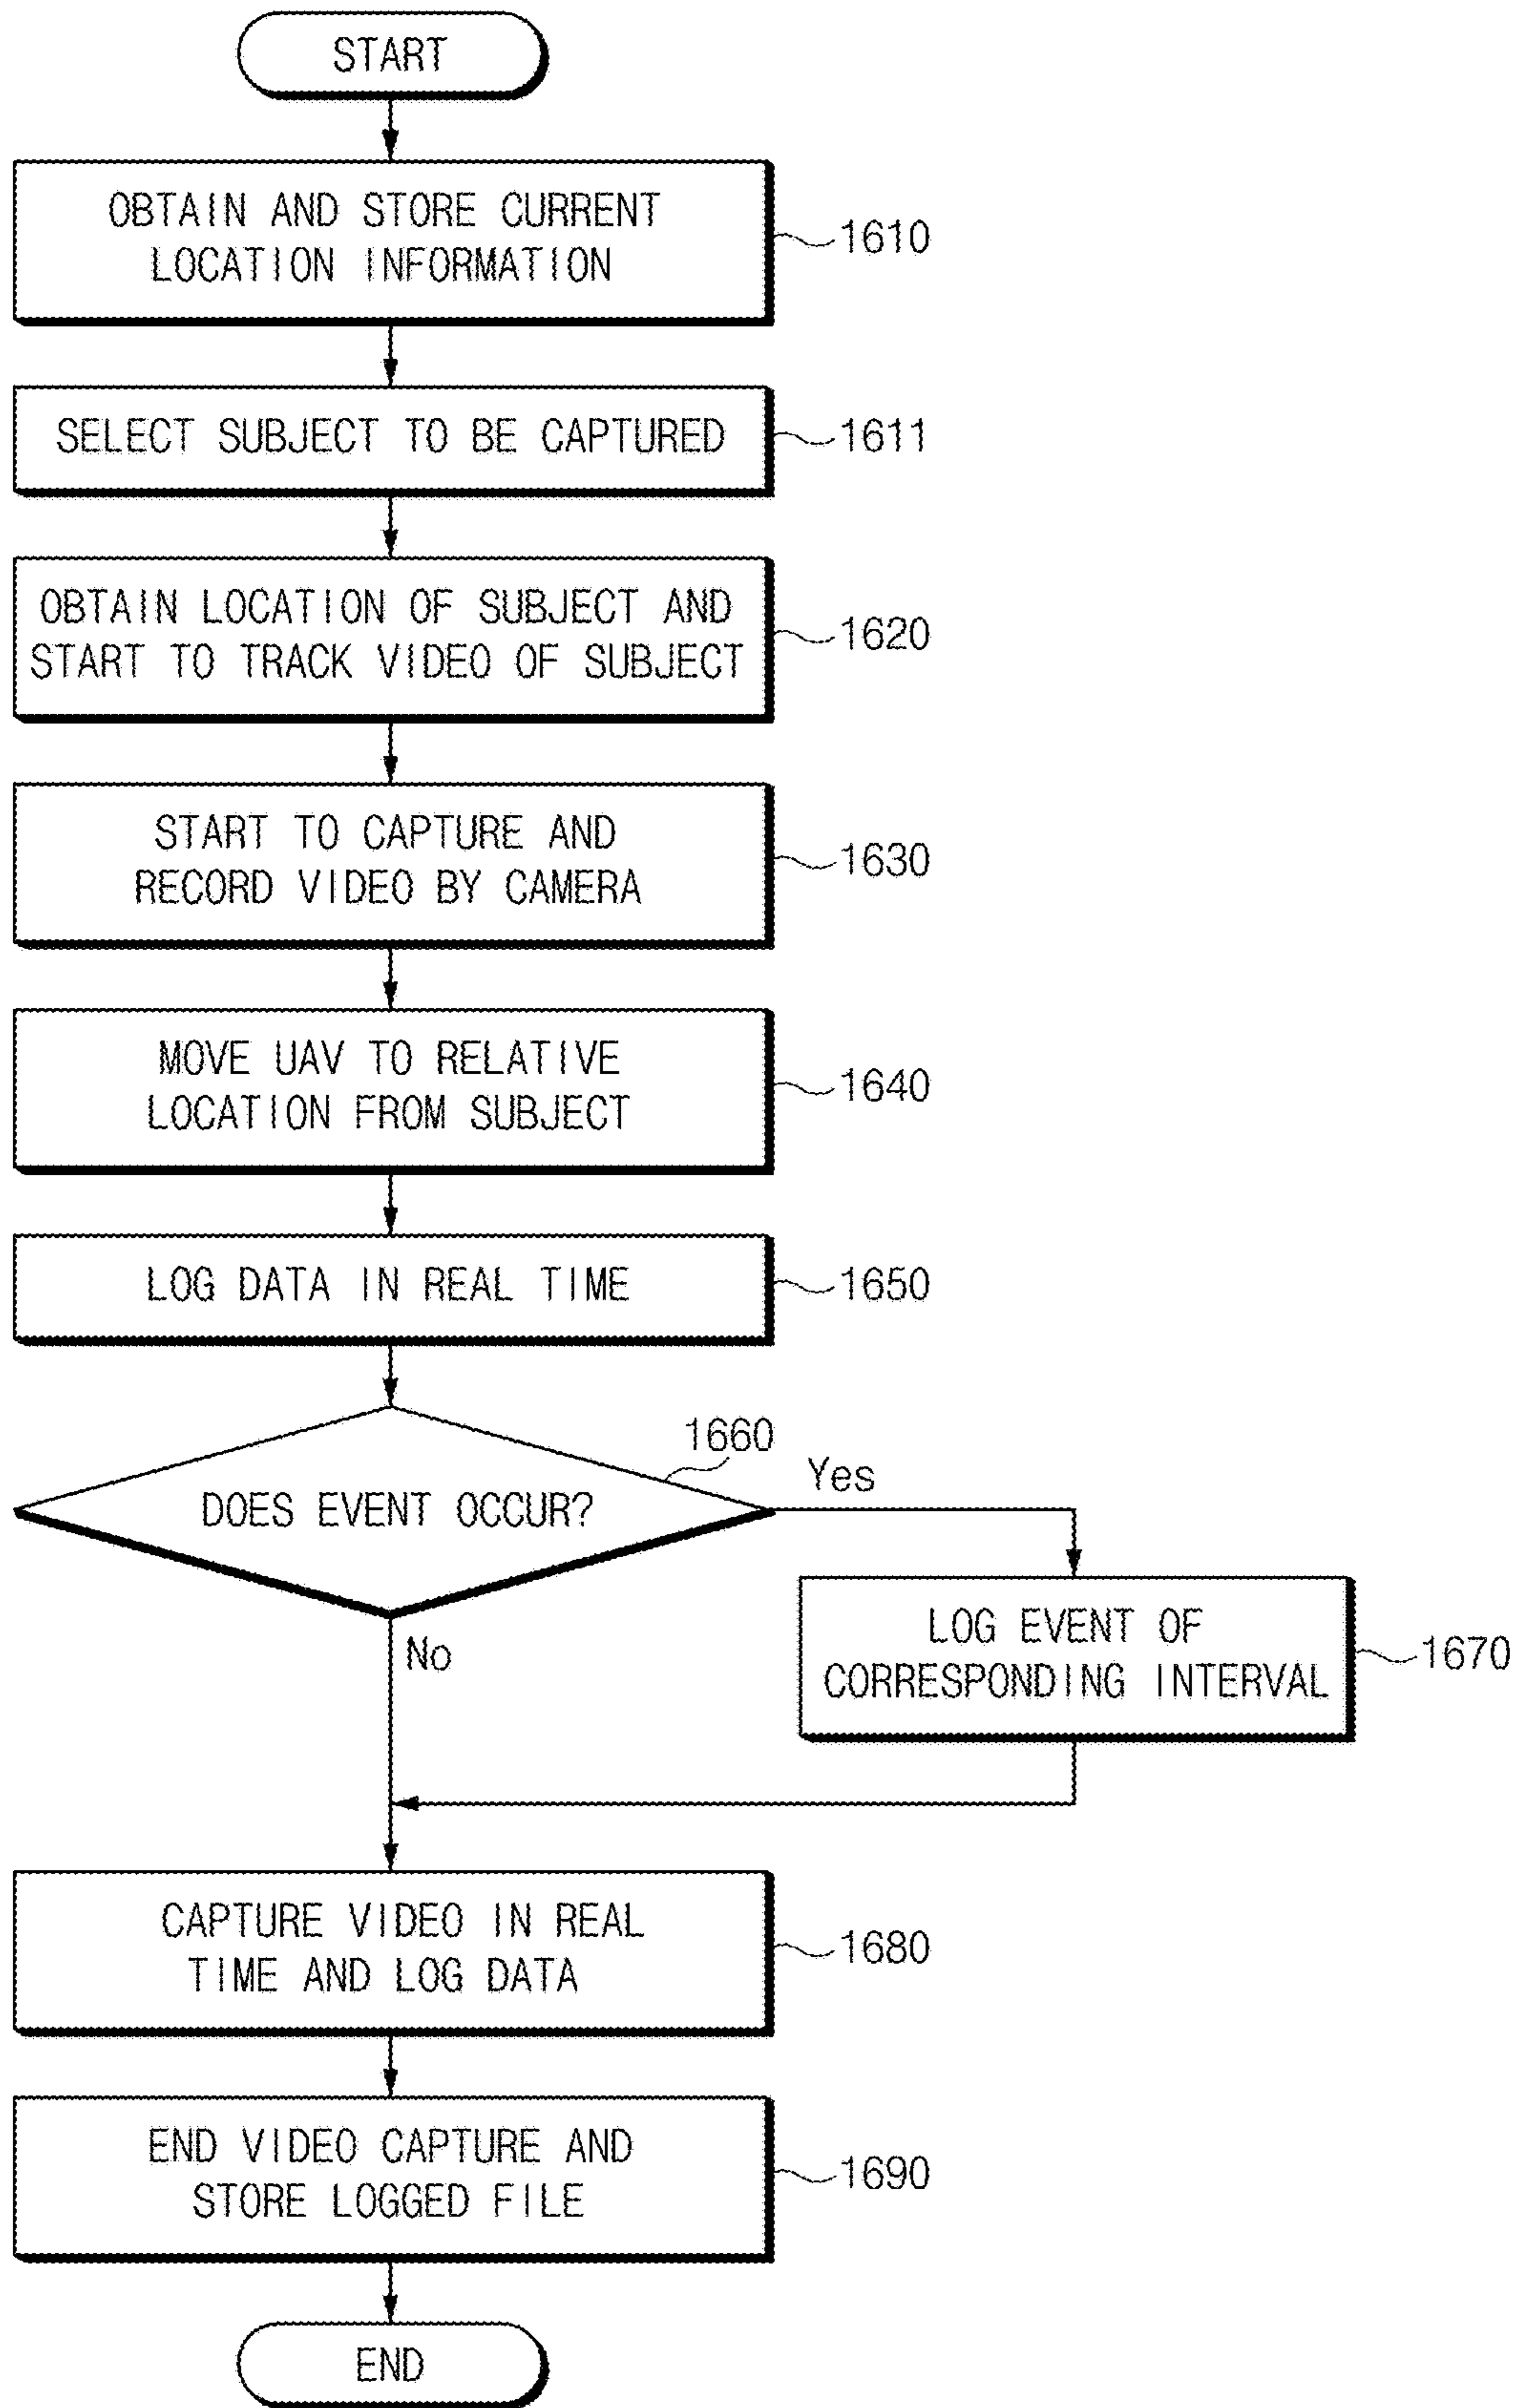 START
OBTAIN AND STORE CURRENT
LOCATION INFORMATION
1610
SELECT SUBJECT TO BE CAPTURED
1611
OBTAIN LOCATION OF SUBJECT AND
START TO TRACK VIDEO OF SUBJECT
1620
START TO CAPTURE AND
RECORD VIDEO BY CAMERA
1630
MOVE UAV TO RELATIVE
LOCATION FROM SUBJECT
1640
LOG DATA IN REAL TIME
1650
1660
DOES EVENT OCCUR?
Yes
No
LOG EVENT OF
CORRESPONDING INTERVAL
1670
CAPTURE VIDEO IN REAL
TIME AND LOG DATA
1680
END VIDEO CAPTURE AND
STORE LOGGED FILE
1690
END